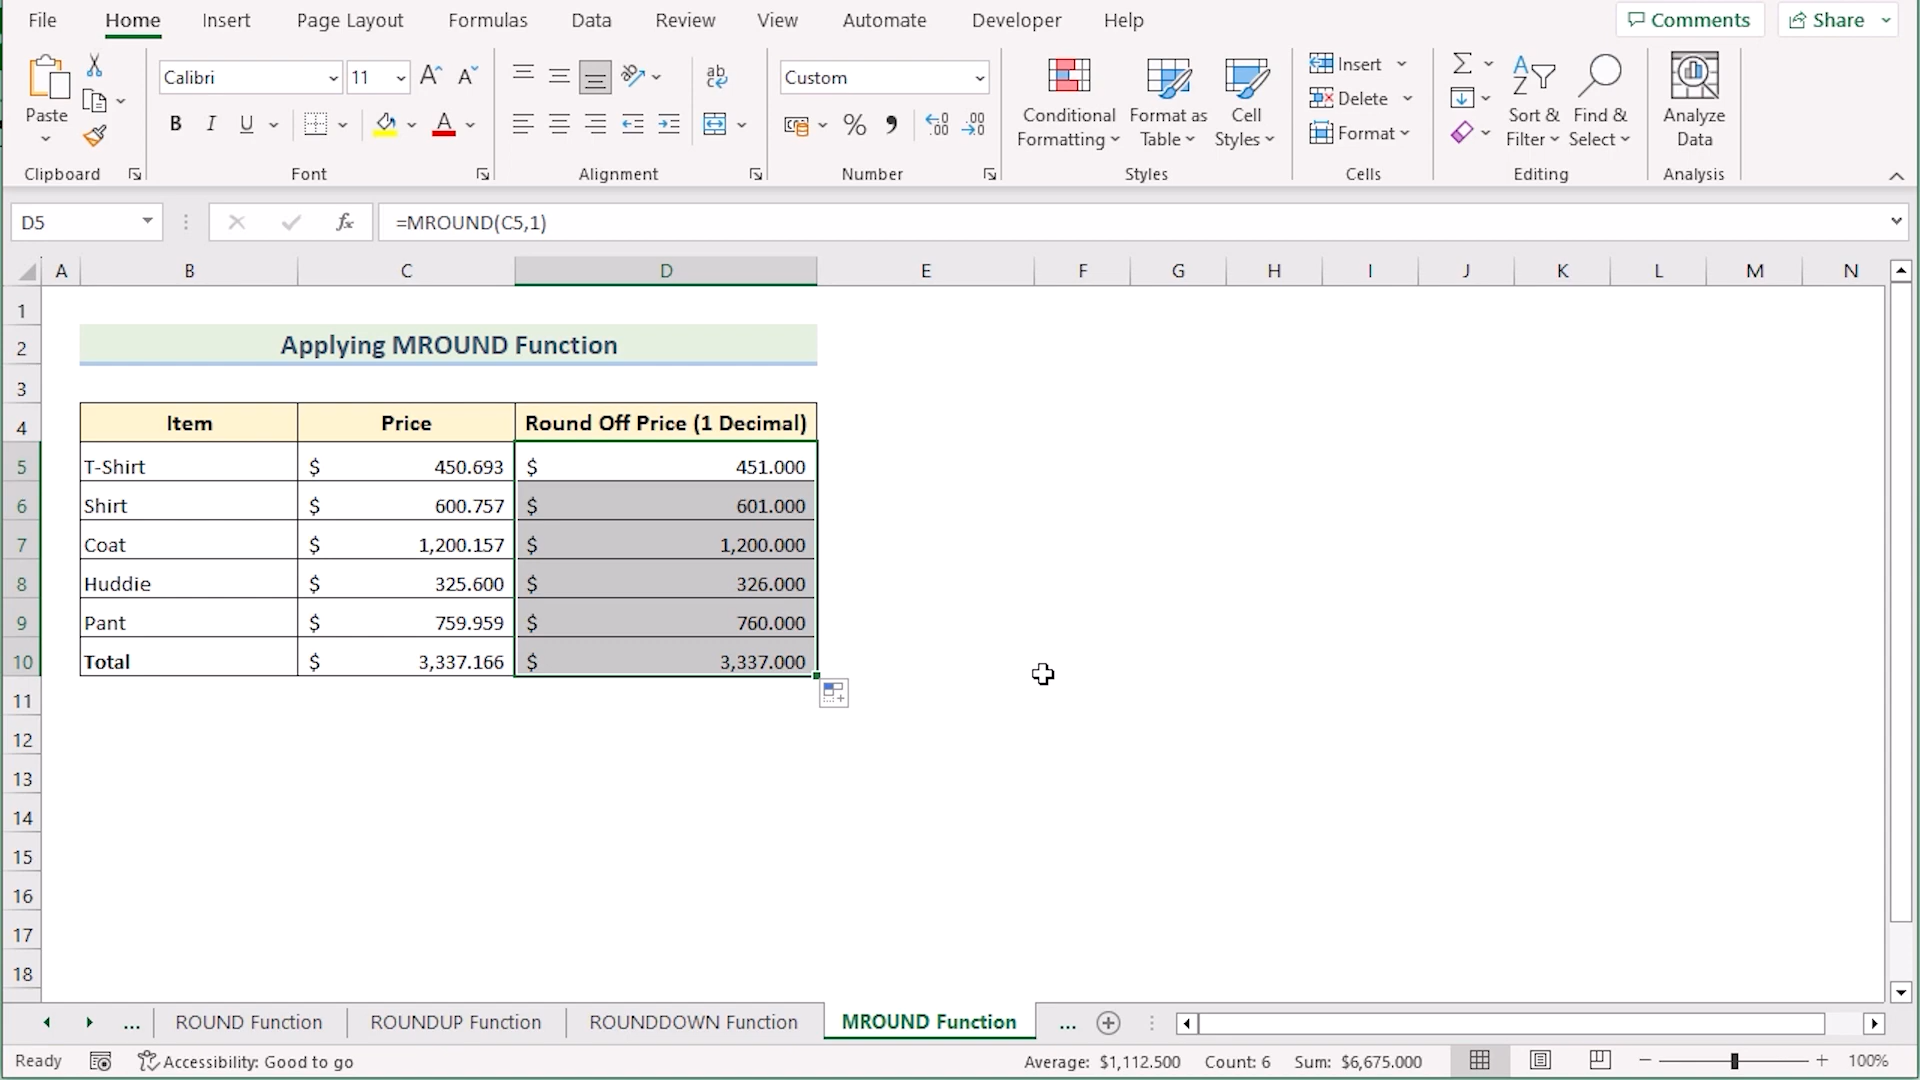 File Home Insert Page Layout Formulas Data Review View Automate Developer Help Comments Share
Calibri 11 Custom
Paste
B I U
Conditional Formatting
Format as Table
Cell Styles
Insert
Delete
Format
Sort & Filter
Find & Select
Analyze Data
Clipboard Font Alignment Number Styles Cells Editing Analysis
D5 fx =MROUND(C5,1)
A B C D E F G H I J K L M N
1
2 Applying MROUND Function
3
4 Item Price Round Off Price (1 Decimal)
5 T-Shirt $ 450.693 $ 451.000
6 Shirt $ 600.757 $ 601.000
7 Coat $ 1,200.157 $ 1,200.000
8 Huddie $ 325.600 $ 326.000
9 Pant $ 759.959 $ 760.000
10 Total $ 3,337.166 $ 3,337.000
11
12
13
14
15
16
17
18
... ROUND Function ROUNDUP Function ROUNDDOWN Function MROUND Function ...
Ready Accessibility: Good to go Average: $1,112.500 Count: 6 Sum: $6,675.000 100%